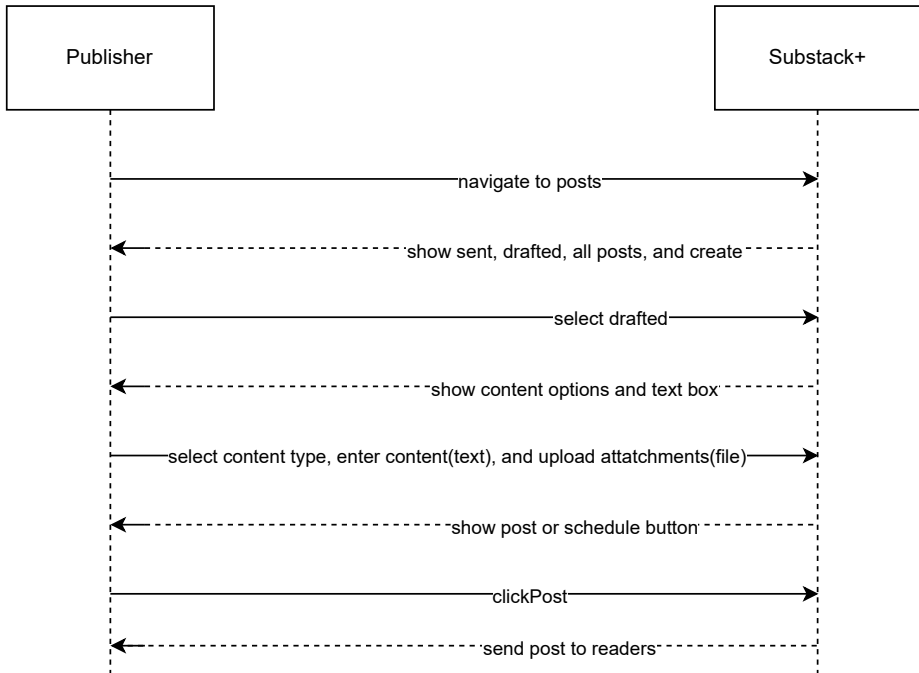 Publisher
Substack+
navigate to posts
show sent, drafted, all posts, and create
select drafted
show content options and text box
select content type, enter content(text), and upload attatchments(file)
show post or schedule button
clickPost
send post to readers